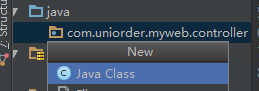 java
com.uniorder.myweb.controller
New
Java Class